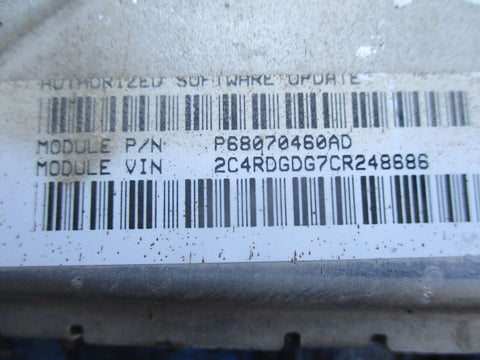 AUTHORIZED SOFTWARE UPDATE
MODULE P/N P68070460AD
MODULE VIN 2C4RDGDG7CR248686